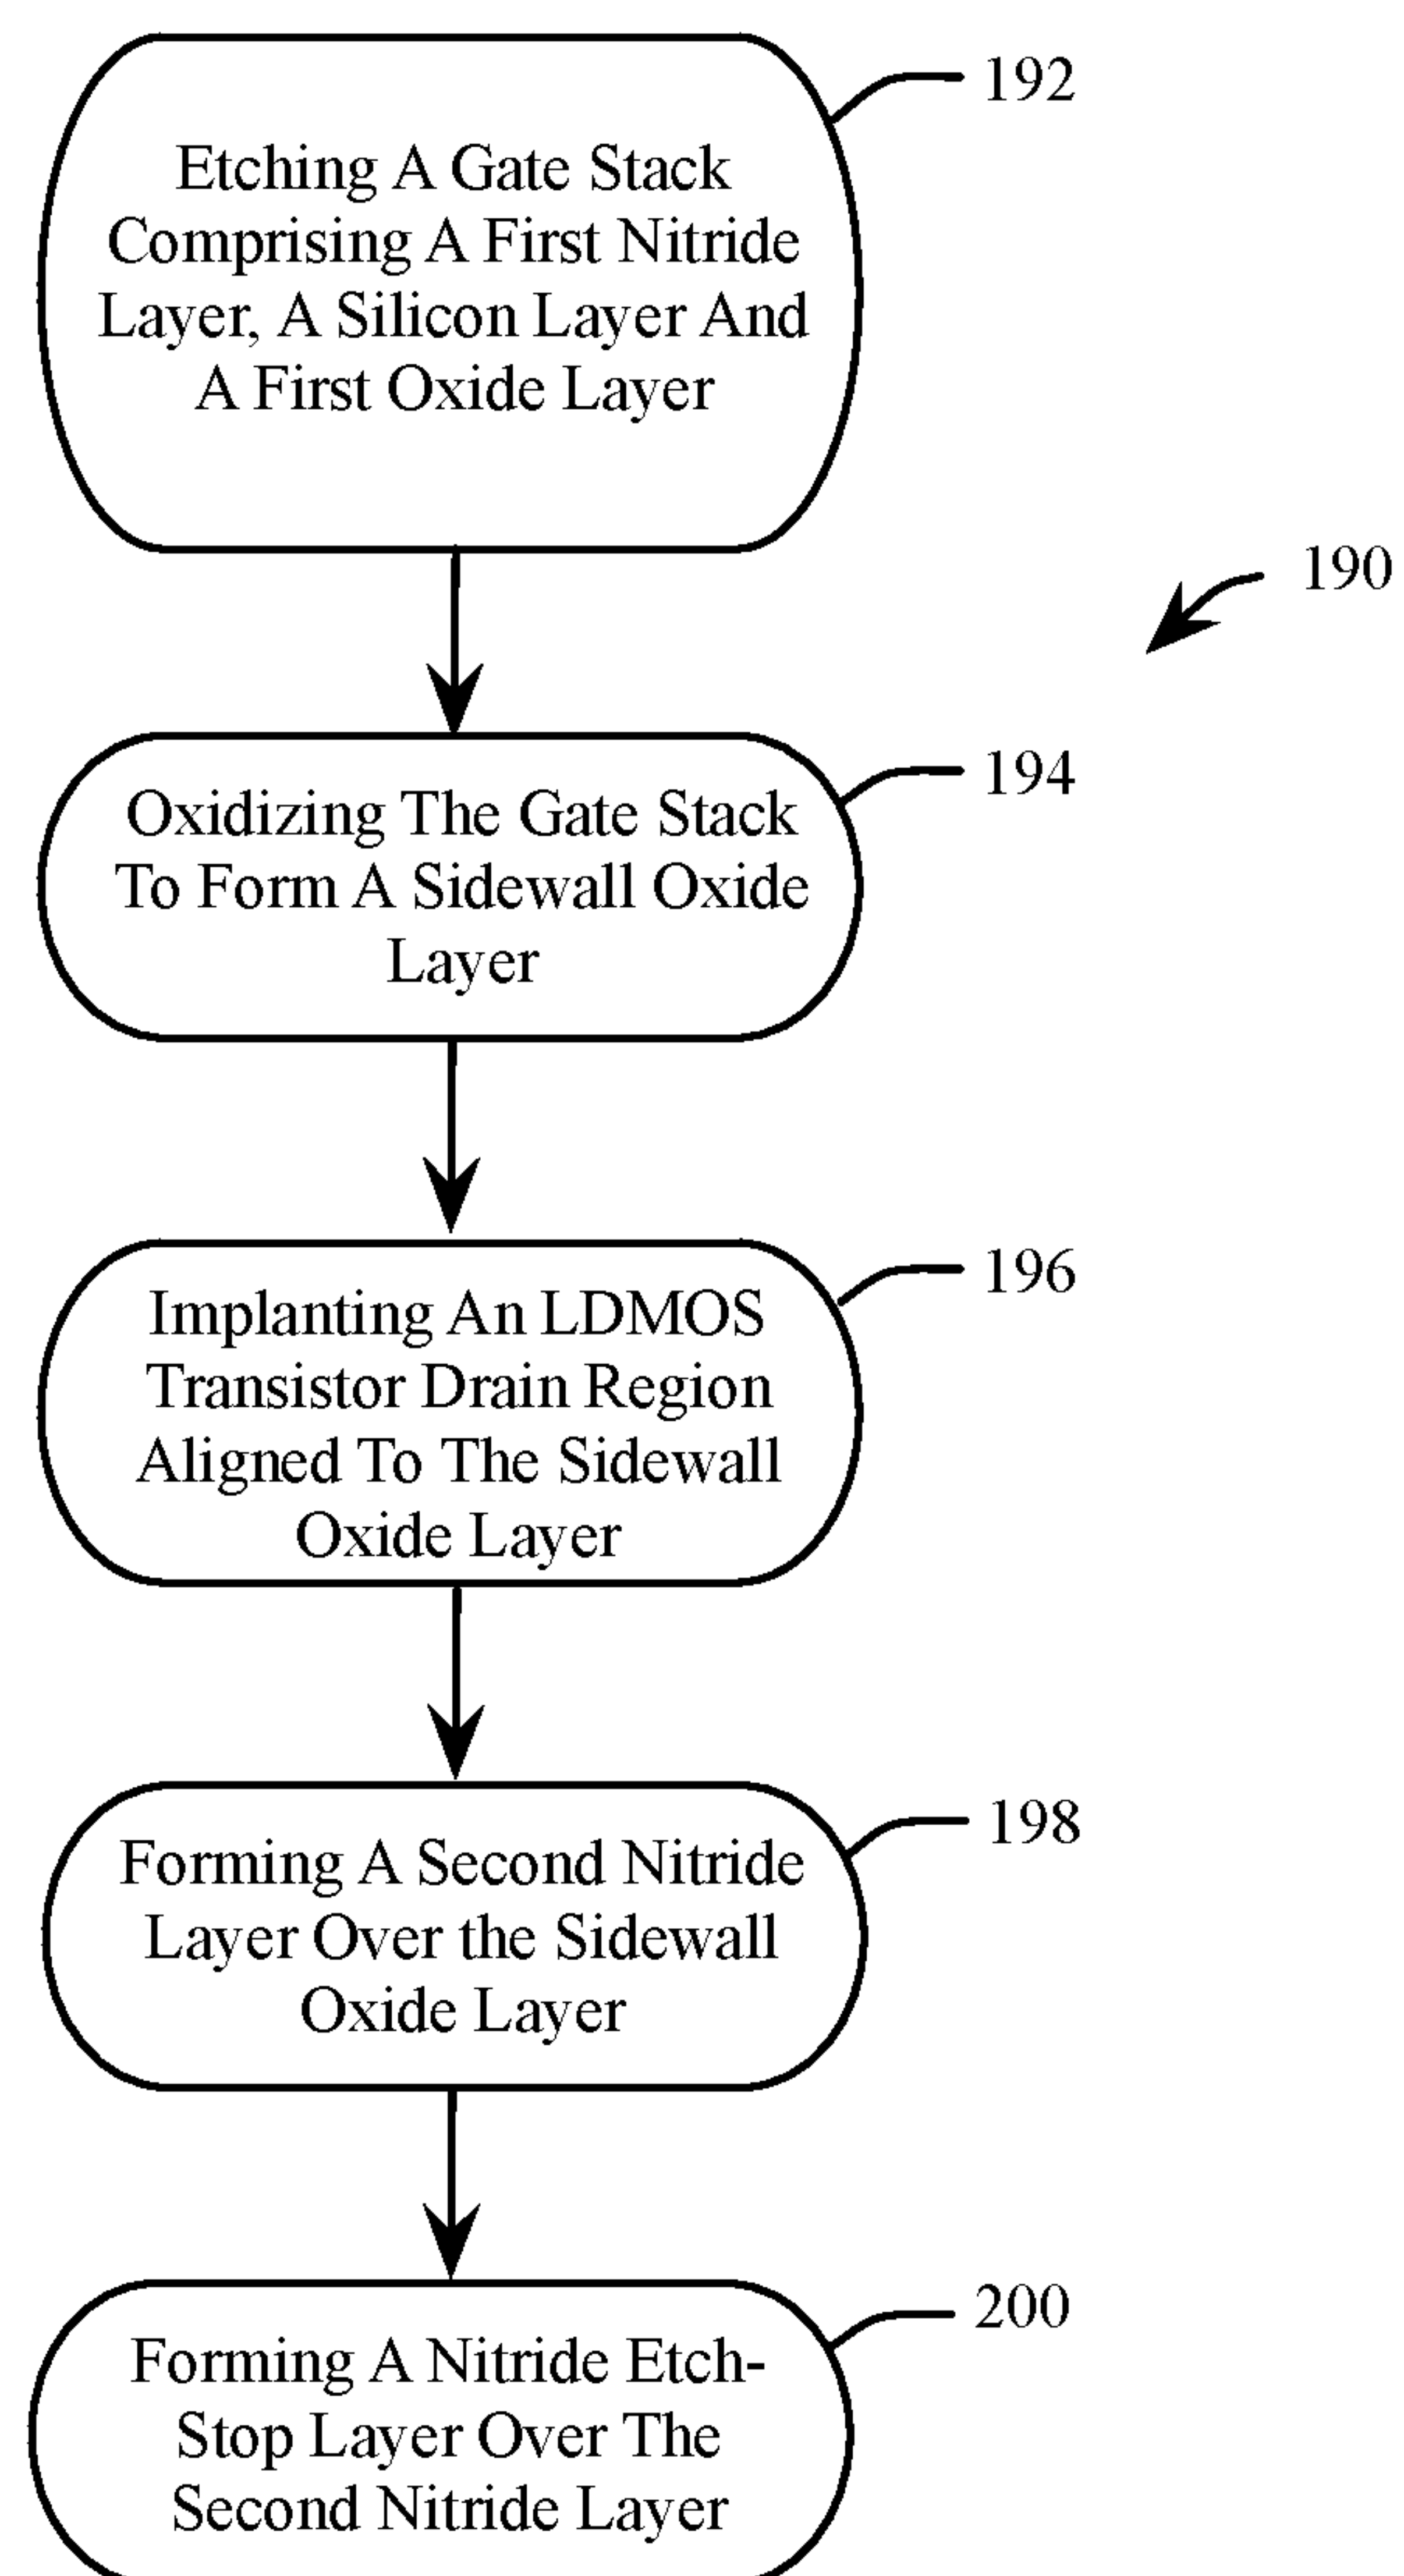 192
Etching A Gate Stack
Comprising A First Nitride
Layer, A Silicon Layer And
A First Oxide Layer
190
194
Oxidizing The Gate Stack
To Form A Sidewall Oxide
Layer
196
Implanting An LDMOS
Transistor Drain Region
Aligned To The Sidewall
Oxide Layer
198
Forming A Second Nitride
Layer Over the Sidewall
Oxide Layer
200
Forming A Nitride Etch-
Stop Layer Over The
Second Nitride Layer